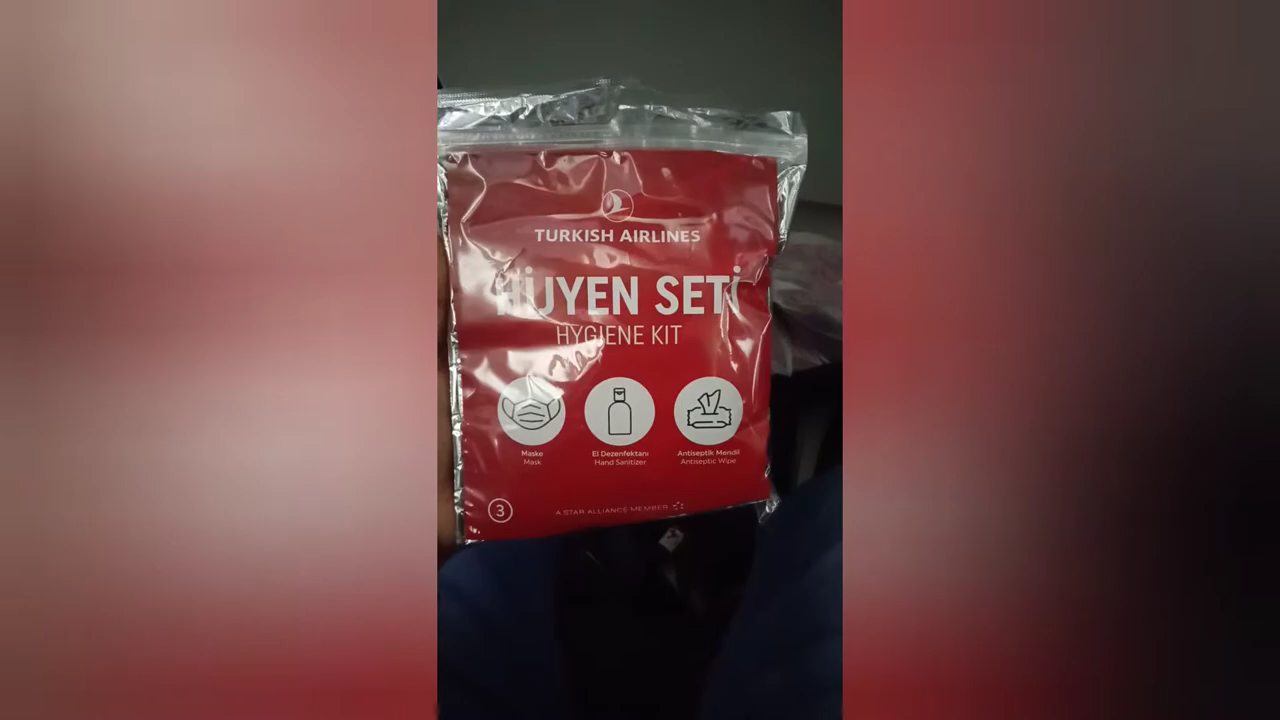 TURKISH AIRLINES
HİJYEN SETİ
HYGIENE KIT
Maske
Mask
El Dezenfektanı
Hand Sanitizer
Antiseptik Mendil
Antiseptic Wipe
3
A STAR ALLIANCE MEMBER